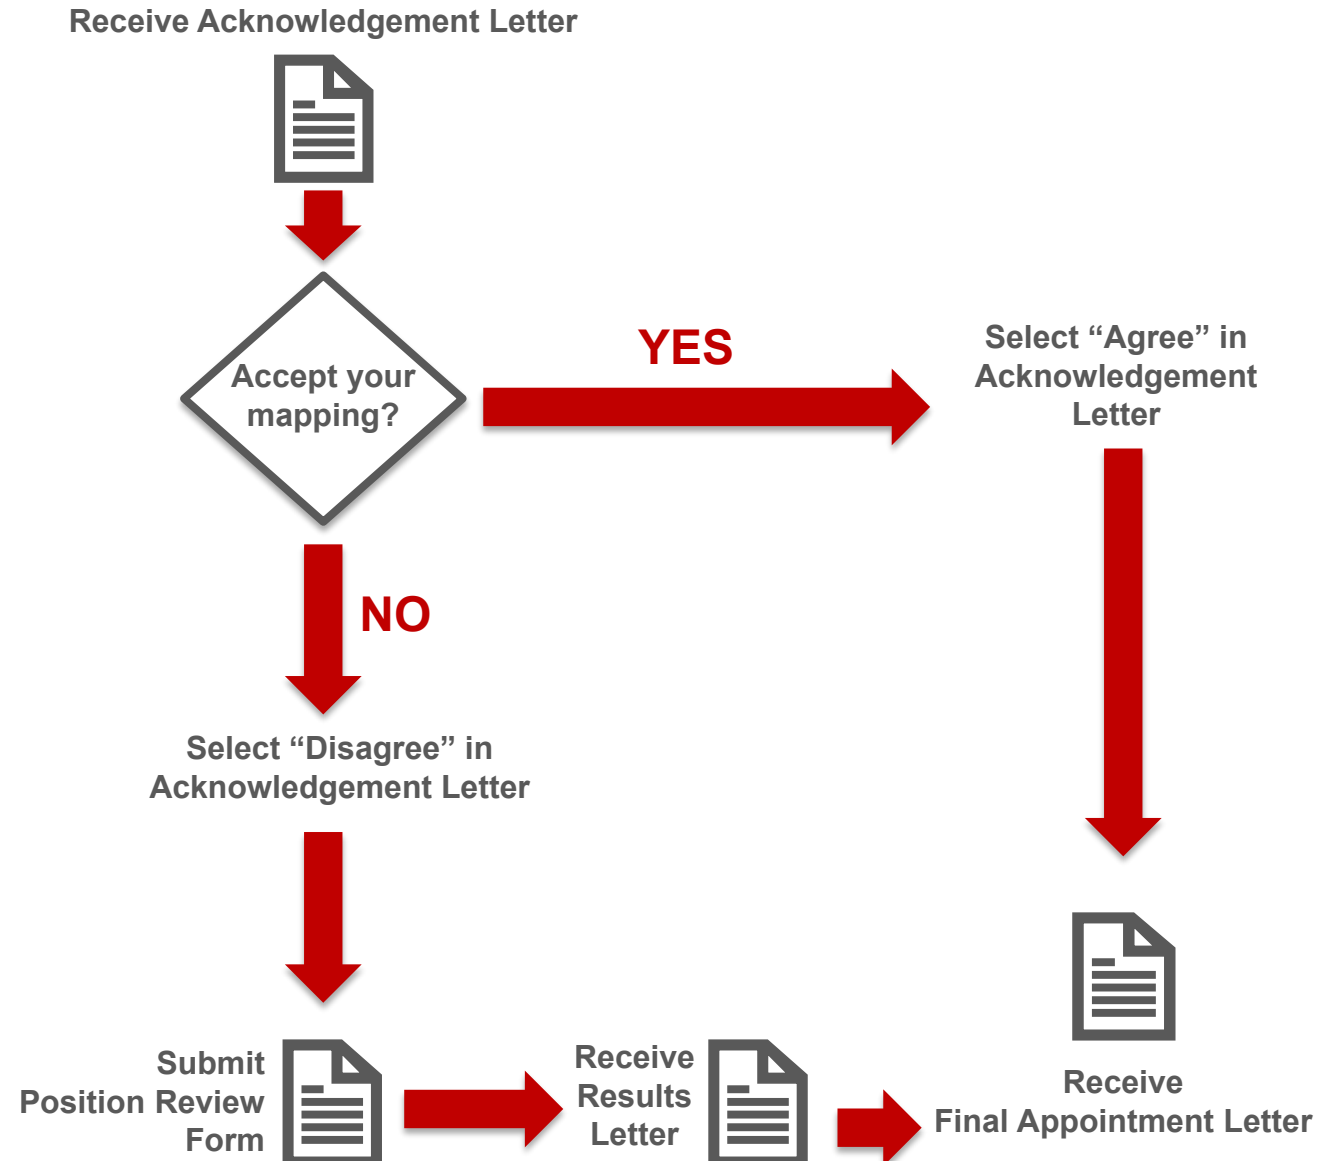 Receive Acknowledgement Letter
Accept your
mapping?
YES
Select “Agree” in
Acknowledgement
Letter
NO
Select “Disagree” in
Acknowledgement Letter
Submit
Position Review
Form
Receive
Results
Letter
Receive
Final Appointment Letter